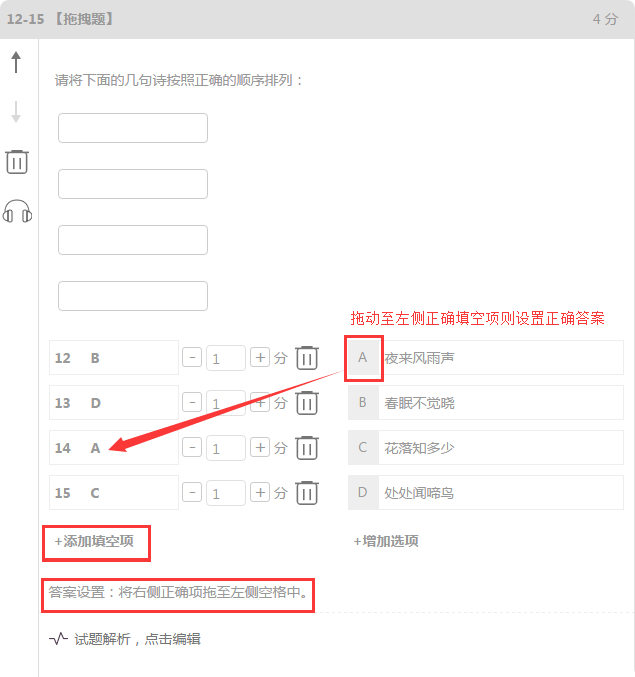 12-15 【拖拽题】 4 分
请将下面的几句诗按照正确的顺序排列：
拖动至左侧正确填空项则设置正确答案
12 B - 1 + 分 A 夜来风雨声
13 D - 1 + 分 B 春眠不觉晓
14 A - 1 + 分 C 花落知多少
15 C - 1 + 分 D 处处闻啼鸟
+添加填空项 +增加选项
答案设置：将右侧正确项拖至左侧空格中。
试题解析，点击编辑